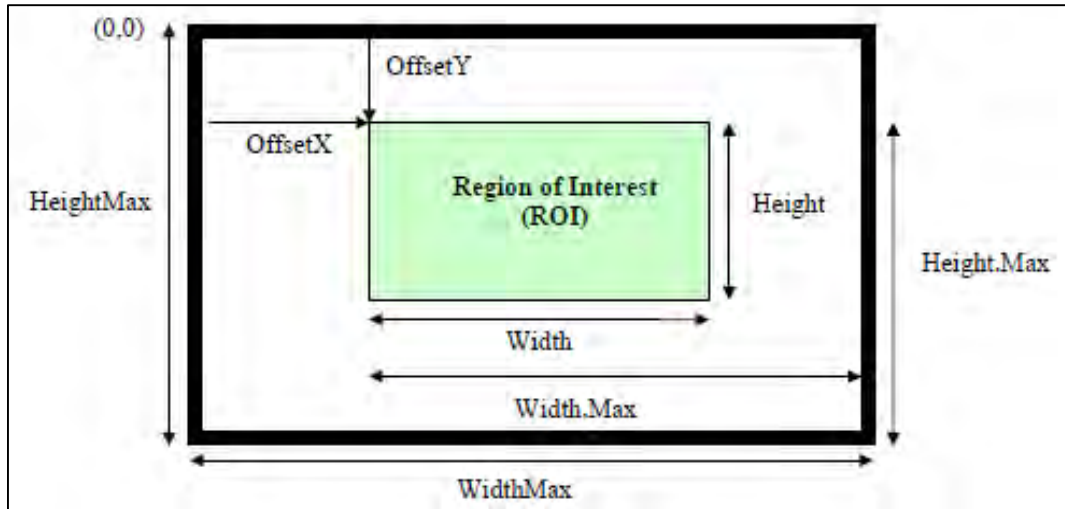 (0,0)
OffsetY
OffsetX
Region of Interest
(ROI)
HeightMax
Height
Height.Max
Width
Width.Max
WidthMax